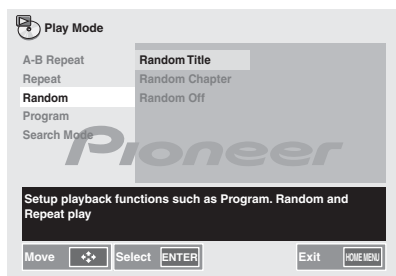 Play Mode
A-B Repeat
Random Title
Repeat
Random Chapter
Random
Random Off
Program
Search Mode
Pioneer
Setup playback functions such as Program. Random and
Repeat play
Move Select ENTER Exit HOME MENU